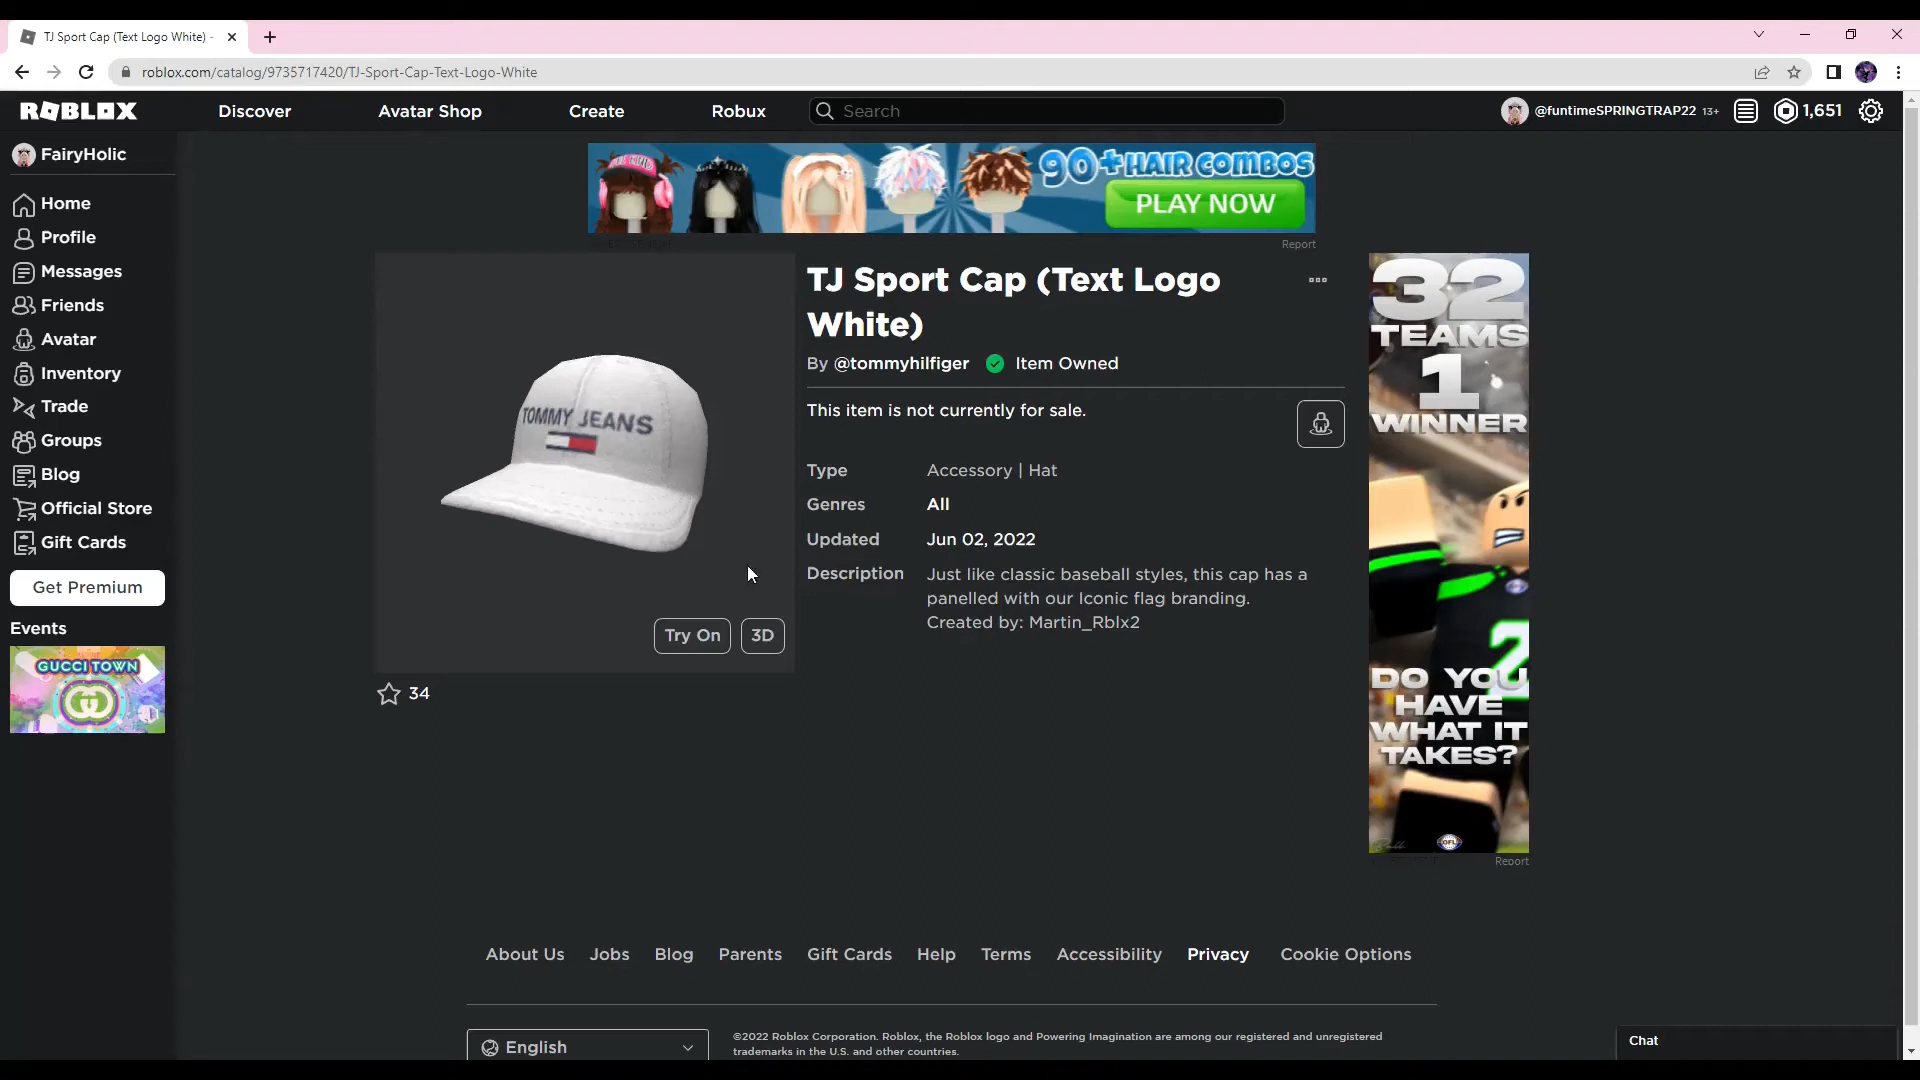 TJ Sport Cap (Text Logo White) -
roblox.com/catalog/9735717420/TJ-Sport-Cap-Text-Logo-White
ROBLOX
Discover
Avatar Shop
Create
Robux
Search
@funtimeSPRINGTRAP22 13+
1,651
FairyHolic
Home
Profile
Messages
Friends
Avatar
Inventory
Trade
Groups
Blog
Official Store
Gift Cards
Get Premium
Events
GUCCI TOWN
90+ HAIR COMBOS
PLAY NOW
Report
TOMMY JEANS
Try On
3D
34
TJ Sport Cap (Text Logo
White)
By @tommyhilfiger Item Owned
This item is not currently for sale.
Type Accessory | Hat
Genres All
Updated Jun 02, 2022
Description Just like classic baseball styles, this cap has a
panelled with our Iconic flag branding.
Created by: Martin_Rblx2
32
TEAMS
1
WINNER
DO YOU
HAVE
WHAT IT
TAKES?
Report
About Us
Jobs
Blog
Parents
Gift Cards
Help
Terms
Accessibility
Privacy
Cookie Options
English
©2022 Roblox Corporation. Roblox, the Roblox logo and Powering Imagination are among our registered and unregistered
trademarks in the U.S. and other countries.
Chat